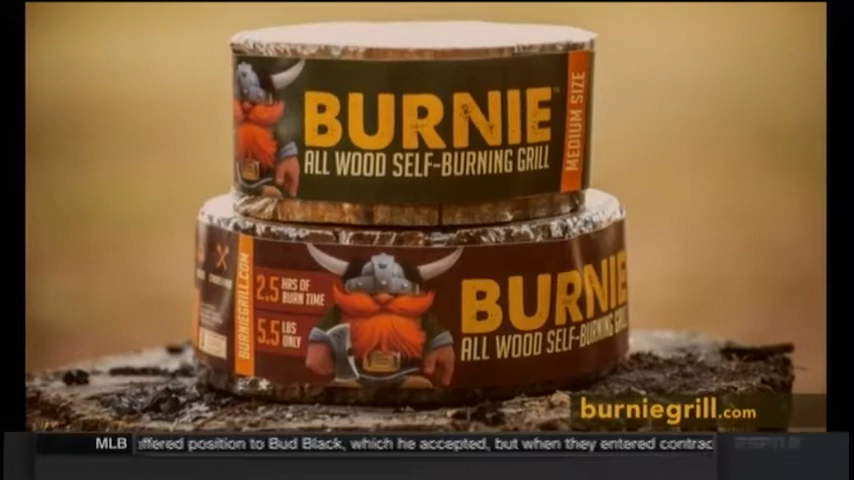 BURNIE™
ALL WOOD SELF-BURNING GRILL
MEDIUM SIZE
BURNIEGRILL.COM
2.5 HRS OF
BURN TIME
5.5 LBS
ONLY
BURNIE
ALL WOOD SELF-BURNING GRILL
burniegrill.com
MLB ffered position to Bud Black, which he accepted, but when they entered contrac
ESPN